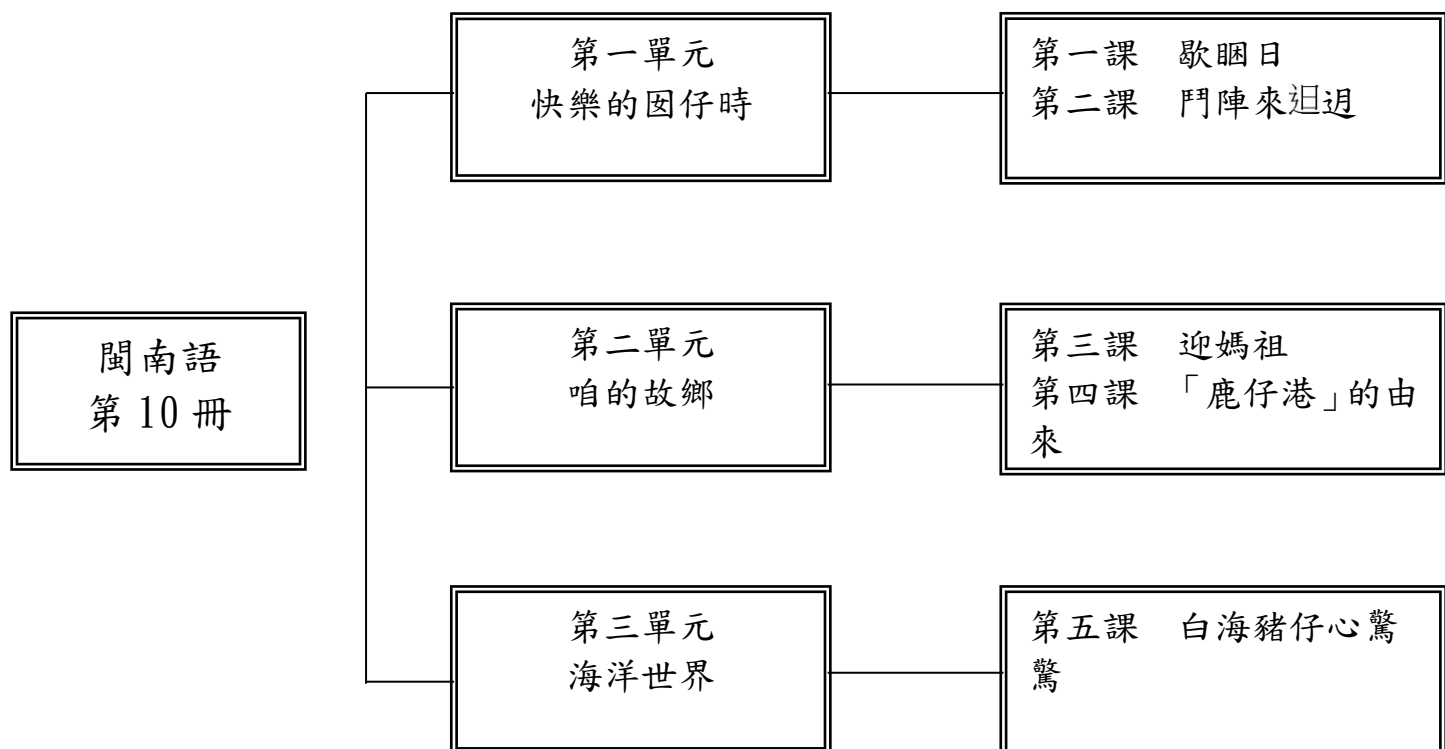 閩南語
第 10 冊
第一單元
快樂的囡仔時
第一課　歇睏日
第二課　鬥陣來𨑨迌
第二單元
咱的故鄉
第三課　迎媽祖
第四課　「鹿仔港」的由
來
第三單元
海洋世界
第五課　白海豬仔心驚
驚